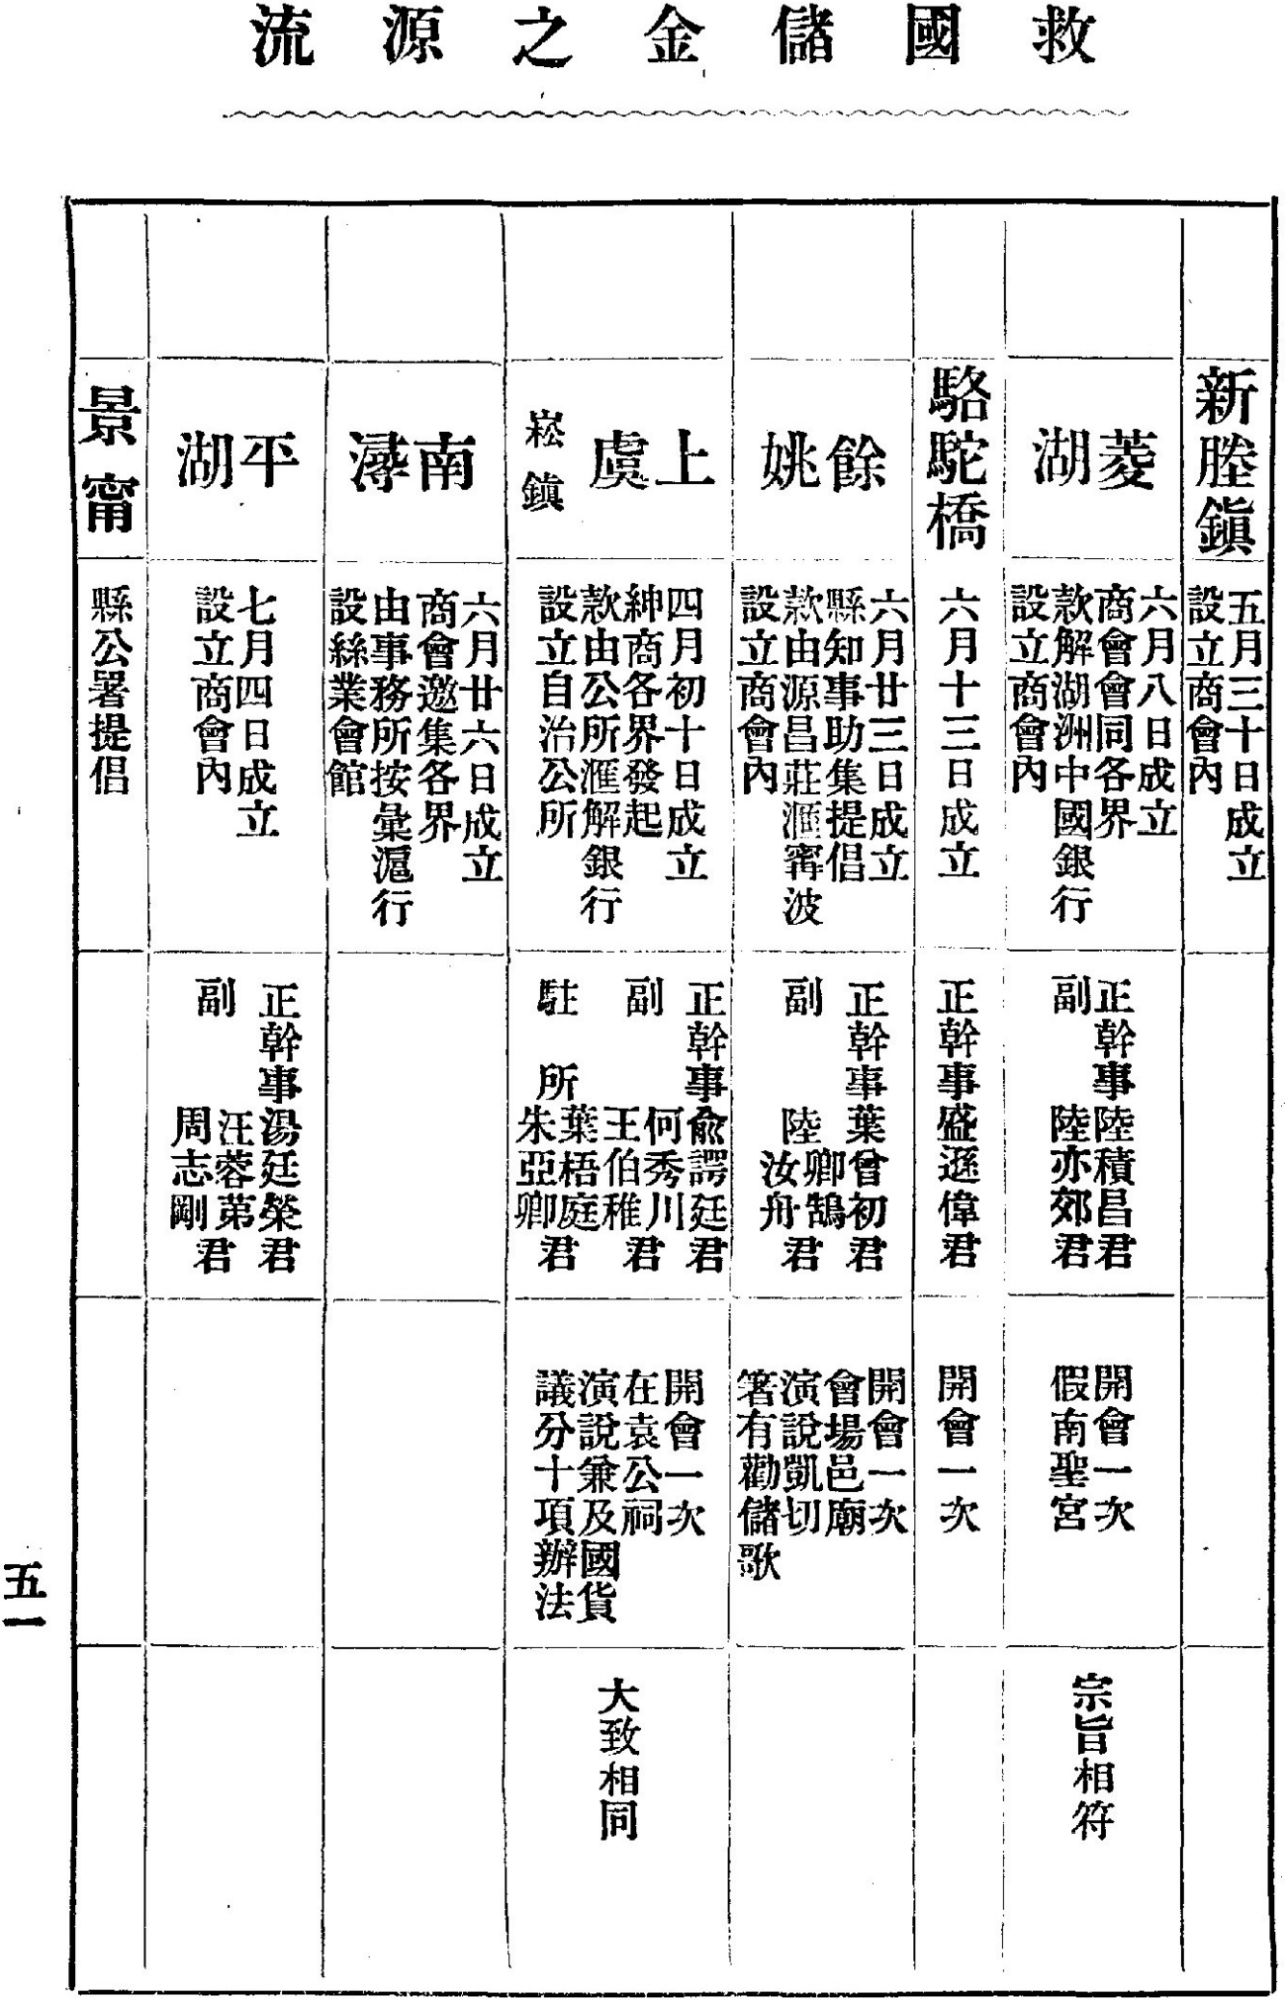 救國儲金之源流
新塍鎮
五月三十日成立
設立商會內
菱湖
六月八日成立
商會會同各界
款解湖洲中國銀行
設立商會內
正幹事陸積昌君
副陸亦郊君
開會一次
假南聖宮
宗旨相符
駱駝橋
六月十三日成立
正幹事盛遜偉君
開會一次
餘姚
六月廿三日成立
縣知事助集提倡
款由源昌莊滙甯波
設立商會內
正幹事葉曾初君
副陸卿鵠汝舟君
開會一次
會場邑廟
演說凱切
箸有勸儲歌
上虞
崧鎮
四月初十日成立
紳商各界發起
款由公所滙解銀行
設立自治公所
正幹事俞諤廷君
副何秀川王伯稚君
駐所葉梧庭朱亞卿君
開會一次
在袁公祠
演說兼及國貨
議分十項辦法
大致相同
南潯
六月廿六日成立
商會邀集各界
由事務所按彙滬行
設絲業會館
平湖
七月四日成立
設立商會內
正幹事湯廷榮君
副汪蓉第周志剛君
景甯
縣公署提倡
五一